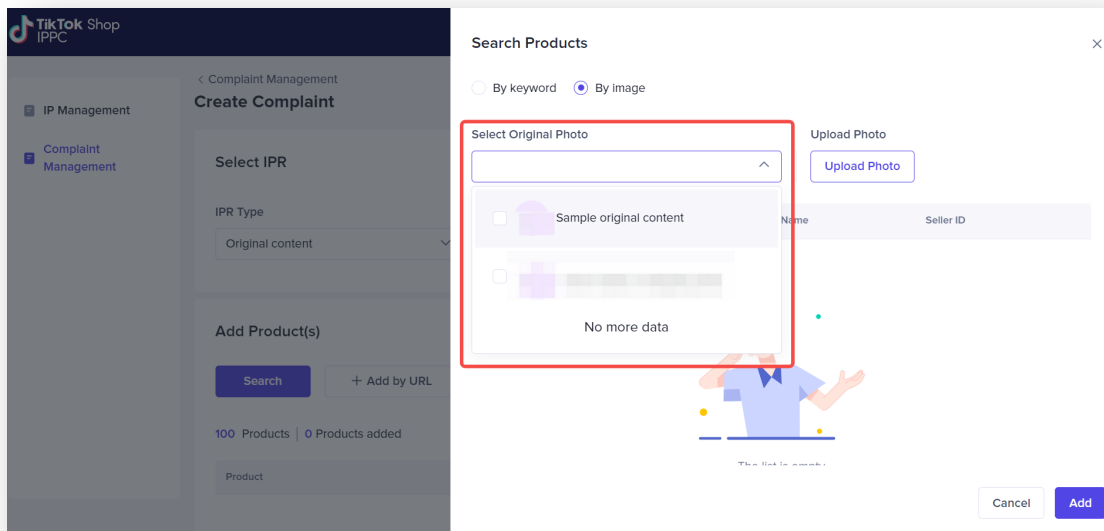 TikTok Shop
IPPC
IP Management
Complaint
Management
< Complaint Management
Create Complaint
Select IPR
IPR Type
Original content
Add Product(s)
Search
+ Add by URL
100 Products | 0 Products added
Product
Search Products
By keyword
By image
Select Original Photo
Upload Photo
Upload Photo
Sample original content
No more data
Name
Seller ID
The list is empty
Cancel
Add